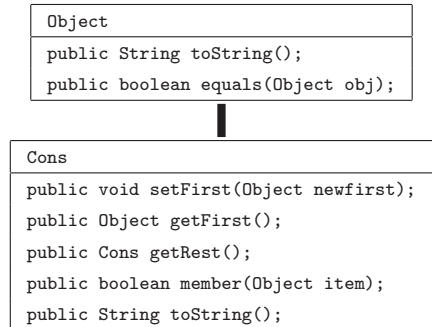 Object
public String toString();
public boolean equals(Object obj);
Cons
public void setFirst(Object newfirst);
public Object getFirst();
public Cons getRest();
public boolean member(Object item);
public String toString();